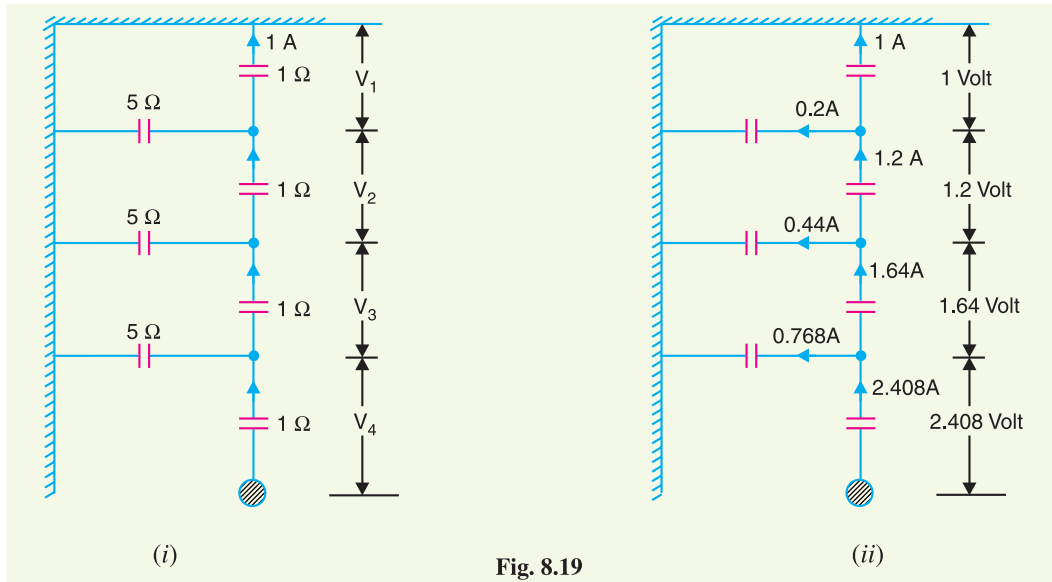 1 A
1 Ω
V1
5 Ω
1 Ω
V2
5 Ω
1 Ω
V3
5 Ω
1 Ω
V4
(i)
1 A
1 Volt
0.2A
1.2 A
1.2 Volt
0.44A
1.64A
1.64 Volt
0.768A
2.408A
2.408 Volt
(ii)
Fig. 8.19